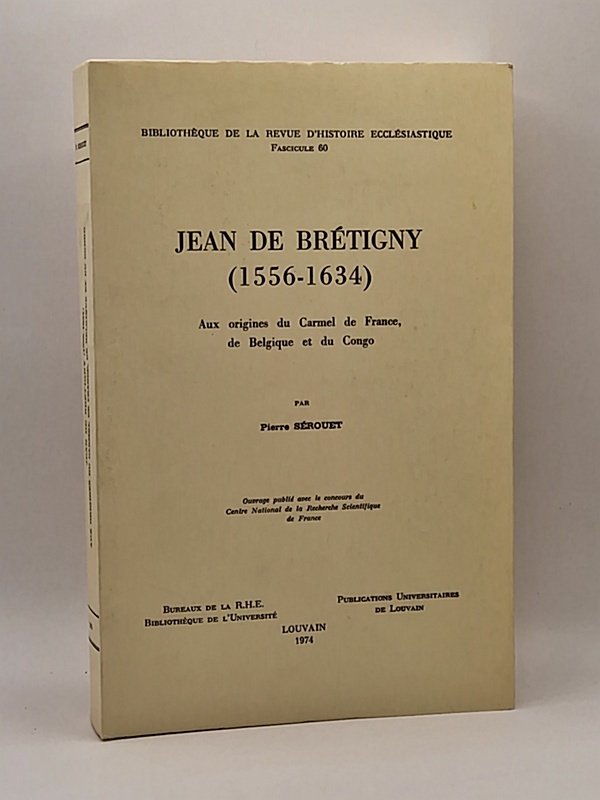 BIBLIOTHÈQUE DE LA REVUE D'HISTOIRE ECCLÉSIASTIQUE
FASCICULE 60
JEAN DE BRÉTIGNY
(1556-1634)
Aux origines du Carmel de France,
de Belgique et du Congo
PAR
Pierre SÉROUET
Ouvrage publié avec le concours du
Centre National de la Recherche Scientifique
de France
BUREAUX DE LA R.H.E.
BIBLIOTHÈQUE DE L'UNIVERSITÉ
PUBLICATIONS UNIVERSITAIRES
DE LOUVAIN
LOUVAIN
1974